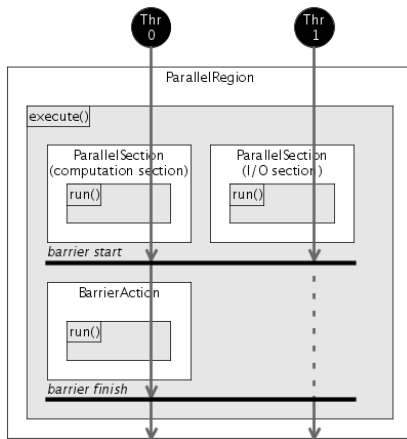 Thr
0
Thr
1
ParallelRegion
execute()
ParallelSection
(computation section)
run()
ParallelSection
(I/O section)
run()
barrier start
BarrierAction
run()
barrier finish